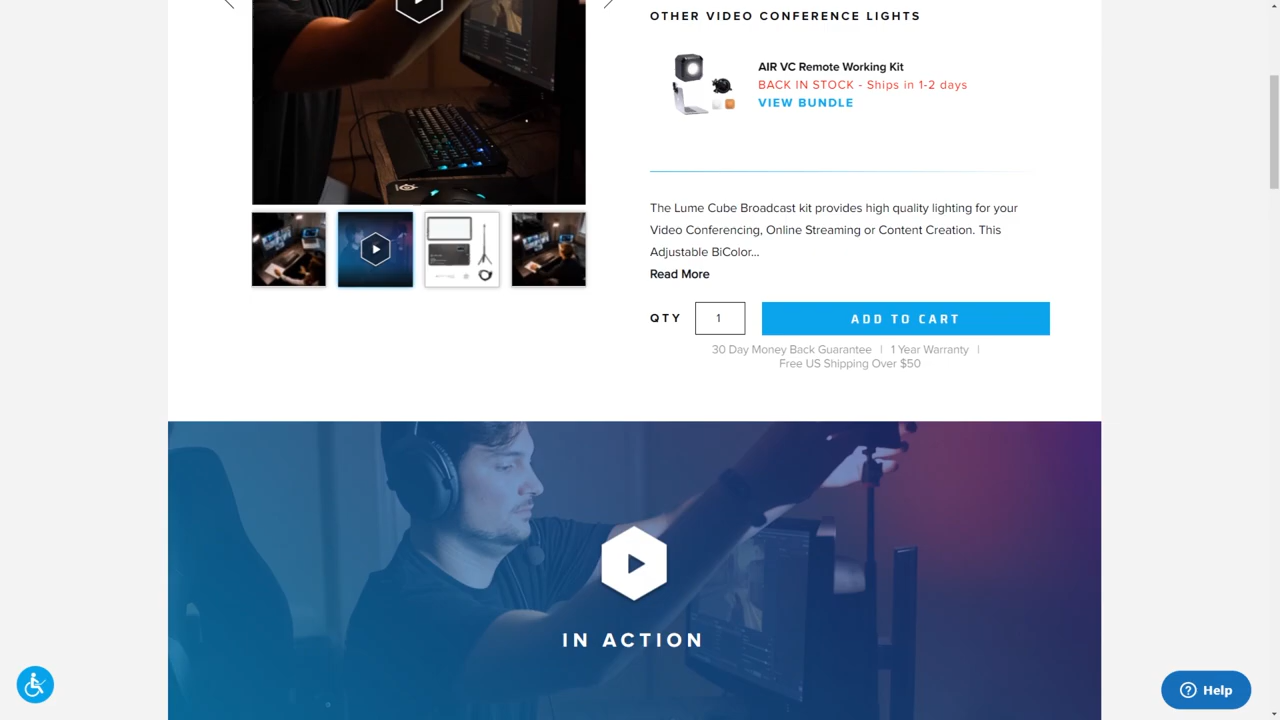 OTHER VIDEO CONFERENCE LIGHTS
AIR VC Remote Working Kit
BACK IN STOCK - Ships in 1-2 days
VIEW BUNDLE
The Lume Cube Broadcast kit provides high quality lighting for your
Video Conferencing, Online Streaming or Content Creation. This
Adjustable BiColor...
Read More
QTY 1 ADD TO CART
30 Day Money Back Guarantee | 1 Year Warranty |
Free US Shipping Over $50
IN ACTION
Help